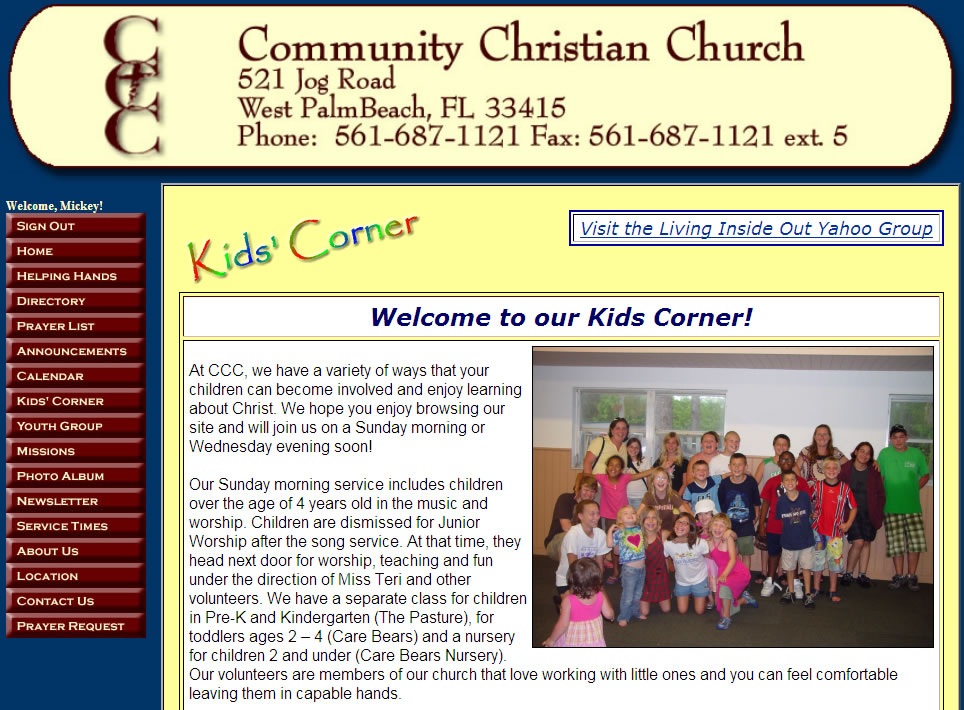 CCC
Community Christian Church
521 Jog Road
West PalmBeach, FL 33415
Phone: 561-687-1121 Fax: 561-687-1121 ext. 5
Welcome, Mickey!
Sign Out
Home
Helping Hands
Directory
Prayer List
Announcements
Calendar
Kids' Corner
Youth Group
Missions
Photo Album
Newsletter
Service Times
About Us
Location
Contact Us
Prayer Request
Kids' Corner
Visit the Living Inside Out Yahoo Group
Welcome to our Kids Corner!
At CCC, we have a variety of ways that your
children can become involved and enjoy learning
about Christ. We hope you enjoy browsing our
site and will join us on a Sunday morning or
Wednesday evening soon!
Our Sunday morning service includes children
over the age of 4 years old in the music and
worship. Children are dismissed for Junior
Worship after the song service. At that time, they
head next door for worship, teaching and fun
under the direction of Miss Teri and other
volunteers. We have a separate class for children
in Pre-K and Kindergarten (The Pasture), for
toddlers ages 2 – 4 (Care Bears) and a nursery
for children 2 and under (Care Bears Nursery).
Our volunteers are members of our church that love working with little ones and you can feel comfortable
leaving them in capable hands.